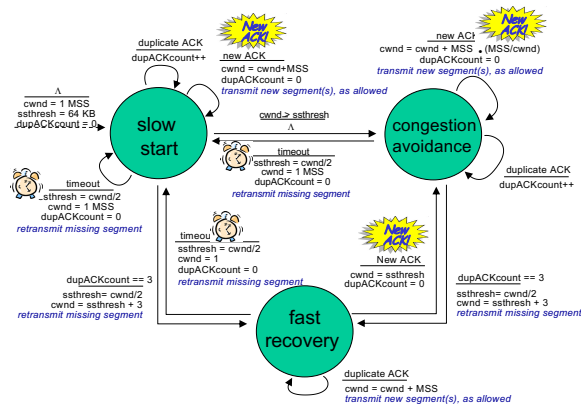 New
ACK!
duplicate ACK
dupACKcount++
new ACK
cwnd = cwnd+MSS
dupACKcount = 0
transmit new segment(s), as allowed
New
ACK!
new ACK
cwnd = cwnd + MSS . (MSS/cwnd)
dupACKcount = 0
transmit new segment(s), as allowed
Λ
cwnd = 1 MSS
ssthresh = 64 KB
dupACKcount = 0
slow
start
cwnd > ssthresh
Λ
congestion
avoidance
timeout
ssthresh = cwnd/2
cwnd = 1 MSS
dupACKcount = 0
retransmit missing segment
duplicate ACK
dupACKcount++
timeout
ssthresh = cwnd/2
cwnd = 1 MSS
dupACKcount = 0
retransmit missing segment
timeout
ssthresh = cwnd/2
cwnd = 1
dupACKcount = 0
retransmit missing segment
New
ACK!
New ACK
cwnd = ssthresh
dupACKcount = 0
dupACKcount == 3
ssthresh= cwnd/2
cwnd = ssthresh + 3
retransmit missing segment
dupACKcount == 3
ssthresh= cwnd/2
cwnd = ssthresh + 3
retransmit missing segment
fast
recovery
duplicate ACK
cwnd = cwnd + MSS
transmit new segment(s), as allowed